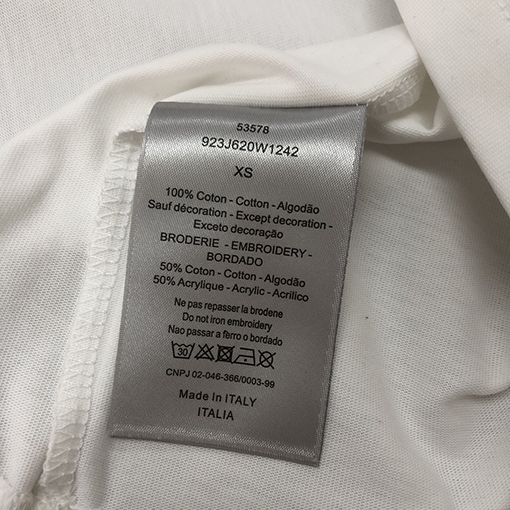 53578
923J620W1242
XS
100% Coton - Cotton - Algodão
Sauf décoration - Except decoration -
Exceto decoração
BRODERIE - EMBROIDERY -
BORDADO
50% Coton - Cotton - Algodão
50% Acrylique - Acrylic - Acrilico
Ne pas repasser la brodene
Do not iron embroidery
Nao passar a ferro o bordado
30
CNPJ 02-046-366/0003-99
Made in ITALY
ITALIA